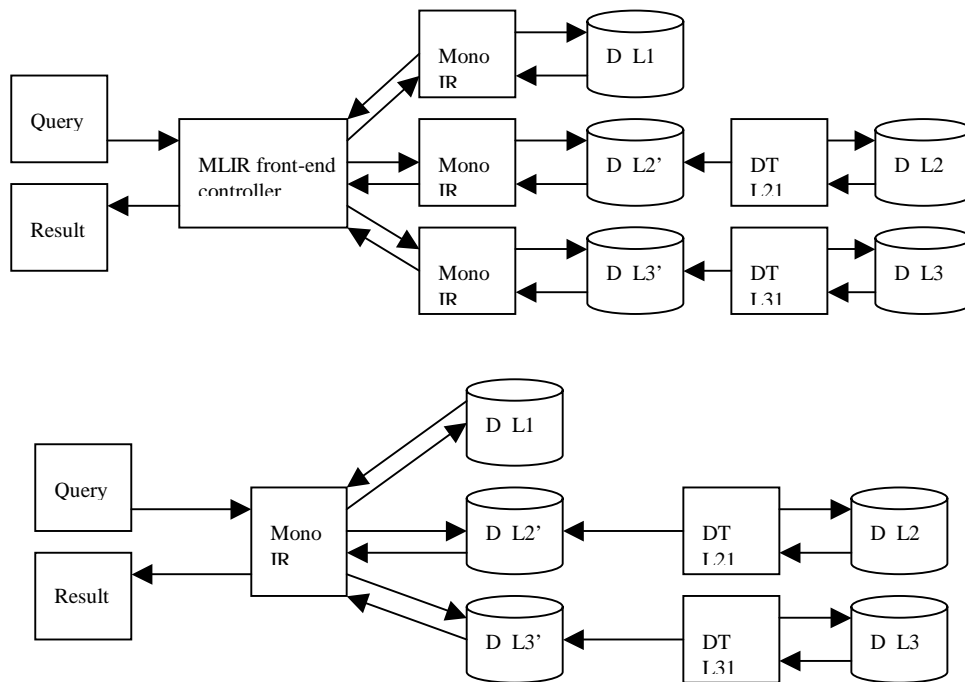 Mono
IR
D L1
Query
MLIR front-end
controller
Mono
IR
D L2’
DT
L21
D L2
Result
Mono
IR
D L3’
DT
L31
D L3
D L1
Query
Mono
IR
D L2’
DT
L21
D L2
Result
D L3’
DT
L31
D L3